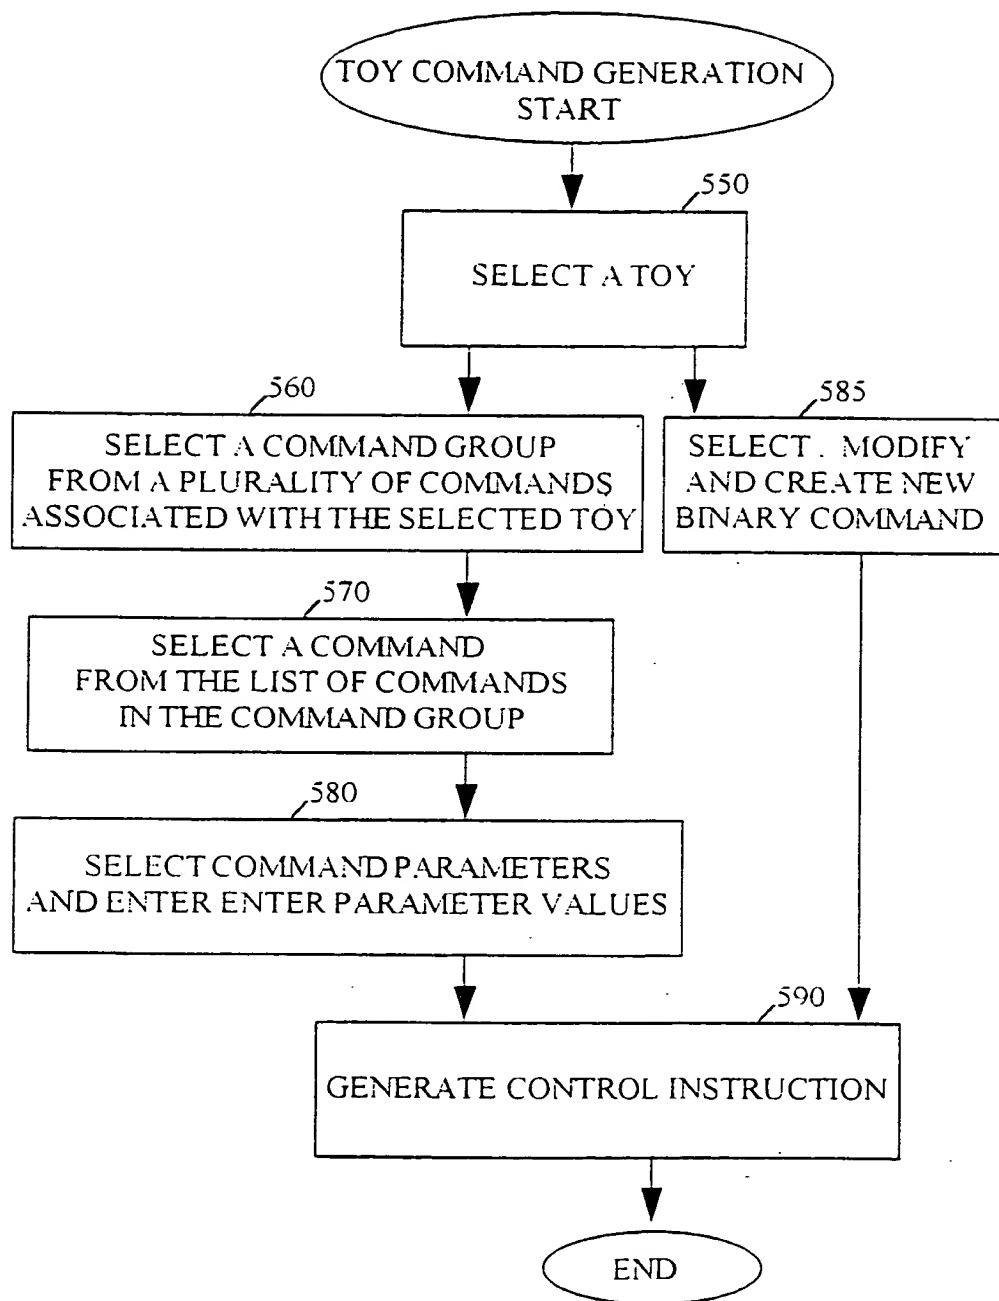 TOY COMMAND GENERATION
START
550
SELECT A TOY
560
SELECT A COMMAND GROUP
FROM A PLURALITY OF COMMANDS
ASSOCIATED WITH THE SELECTED TOY
585
SELECT , MODIFY
AND CREATE NEW
BINARY COMMAND
570
SELECT A COMMAND
FROM THE LIST OF COMMANDS
IN THE COMMAND GROUP
580
SELECT COMMAND PARAMETERS
AND ENTER ENTER PARAMETER VALUES
590
GENERATE CONTROL INSTRUCTION
END